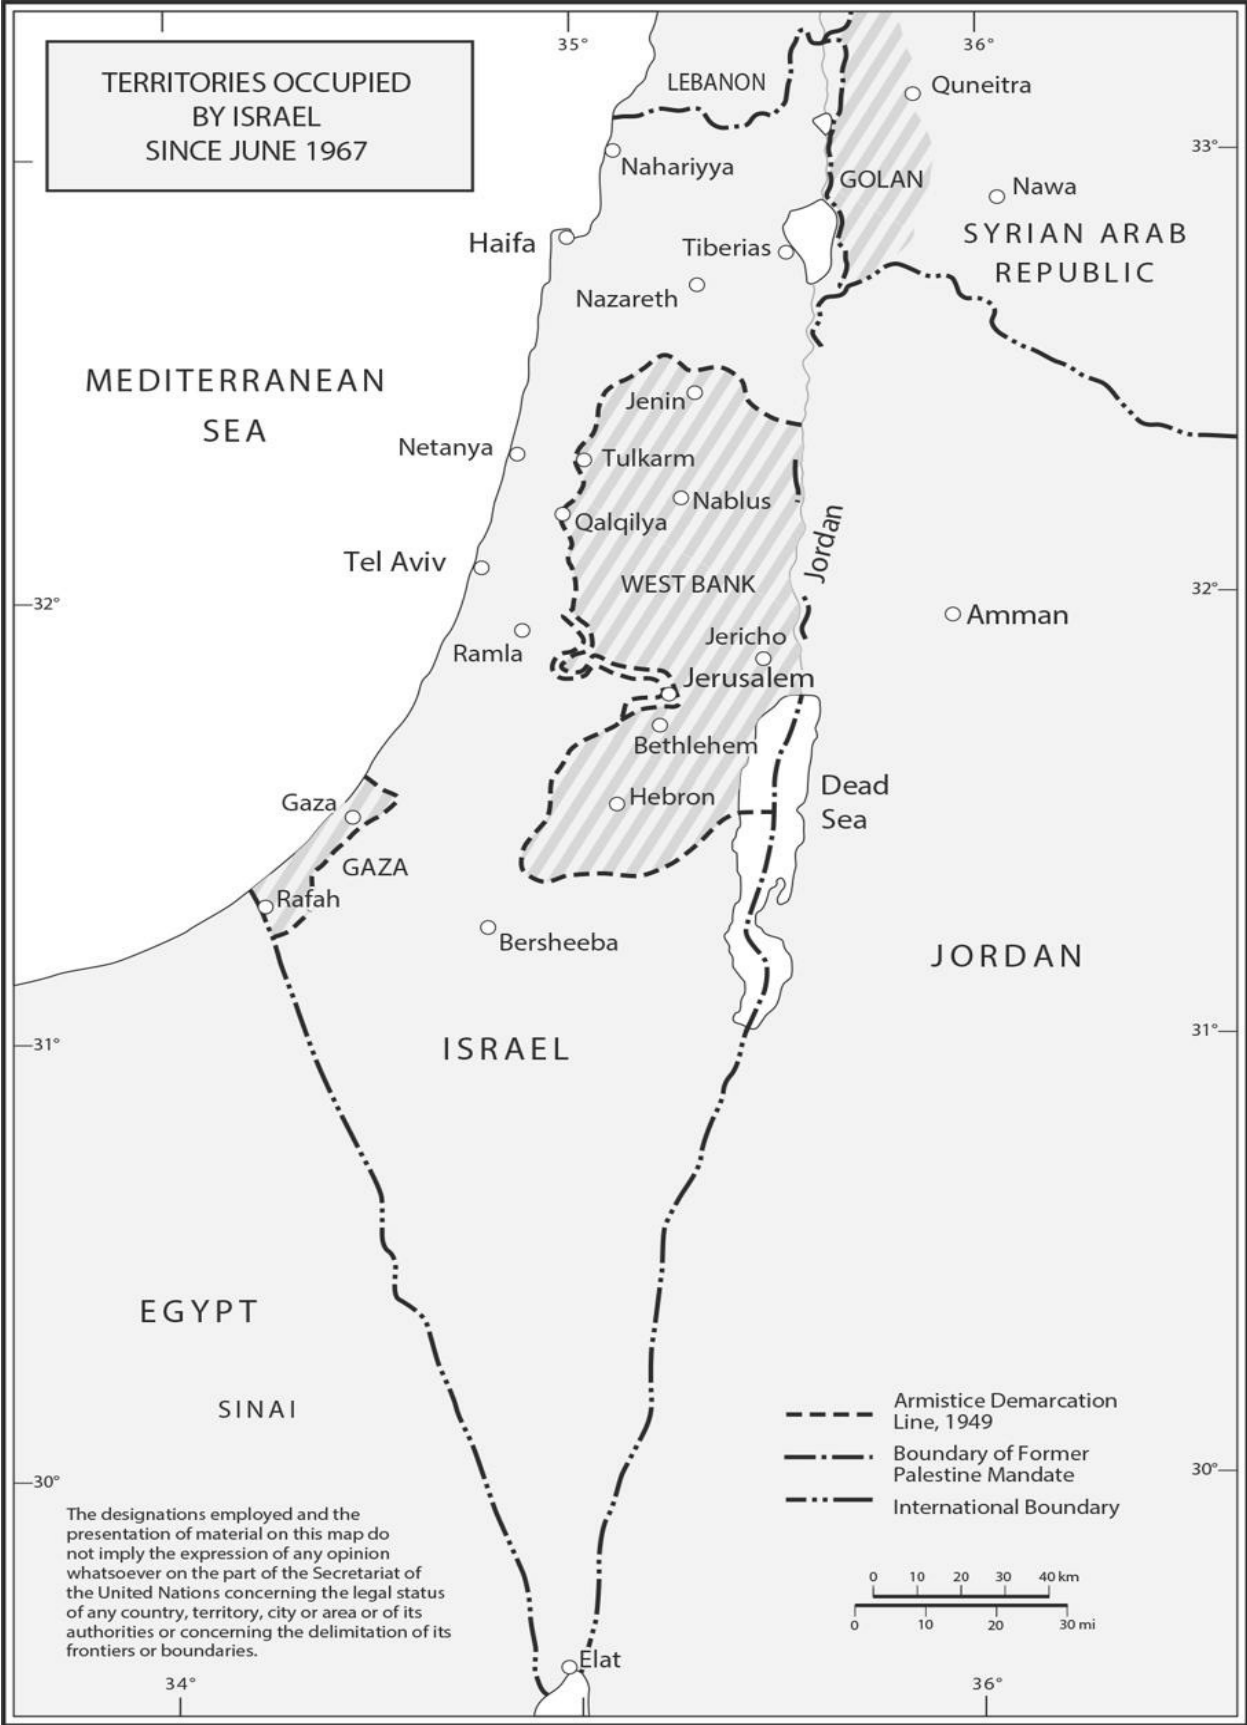 35°
36°
TERRITORIES OCCUPIED
BY ISRAEL
SINCE JUNE 1967
LEBANON
Quneitra
33°
Nahariyya
GOLAN
Nawa
Haifa
Tiberias
SYRIAN ARAB
REPUBLIC
Nazareth
MEDITERRANEAN
SEA
Jenin
Netanya
Tulkarm
Nablus
Qalqilya
Jordan
Tel Aviv
WEST BANK
32°
32°
Amman
Jericho
Ramla
Jerusalem
Bethlehem
Dead
Sea
Gaza
Hebron
GAZA
Rafah
Bersheeba
JORDAN
31°
31°
ISRAEL
EGYPT
SINAI
Armistice Demarcation
Line, 1949
Boundary of Former
Palestine Mandate
International Boundary
30°
30°
The designations employed and the
presentation of material on this map do
not imply the expression of any opinion
whatsoever on the part of the Secretariat of
the United Nations concerning the legal status
of any country, territory, city or area or of its
authorities or concerning the delimitation of its
frontiers or boundaries.
0 10 20 30 40 km
0 10 20 30 mi
Elat
34°
36°